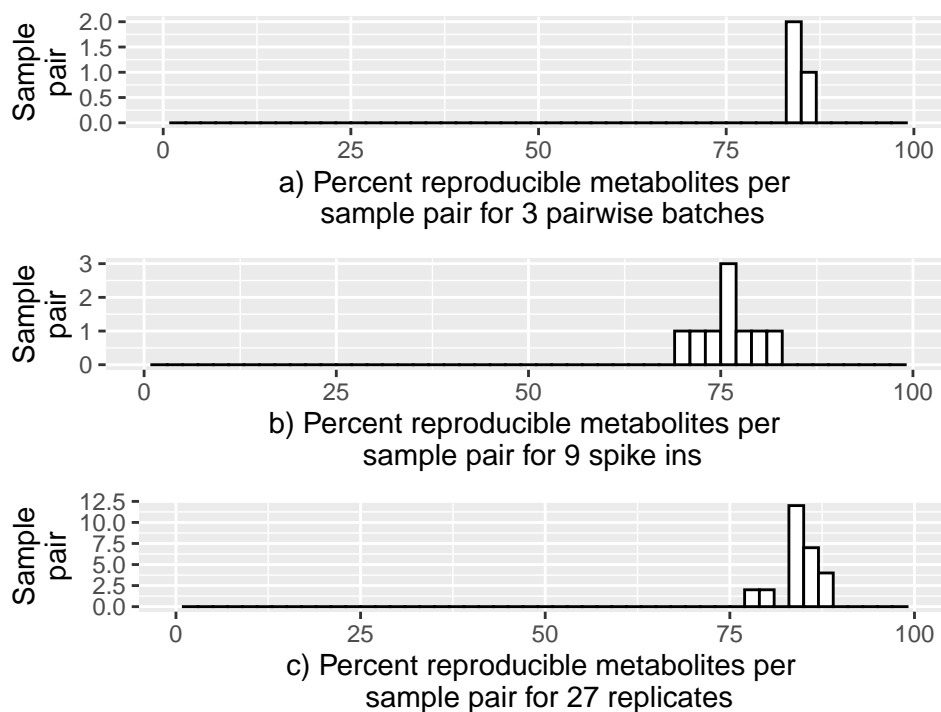 Sample
pair
2.0
1.5
1.0
0.5
0.0
0 25 50 75 100
a) Percent reproducible metabolites per
sample pair for 3 pairwise batches
Sample
pair
3
2
1
0
0 25 50 75 100
b) Percent reproducible metabolites per
sample pair for 9 spike ins
Sample
pair
12.5
10.0
7.5
5.0
2.5
0.0
0 25 50 75 100
c) Percent reproducible metabolites per
sample pair for 27 replicates